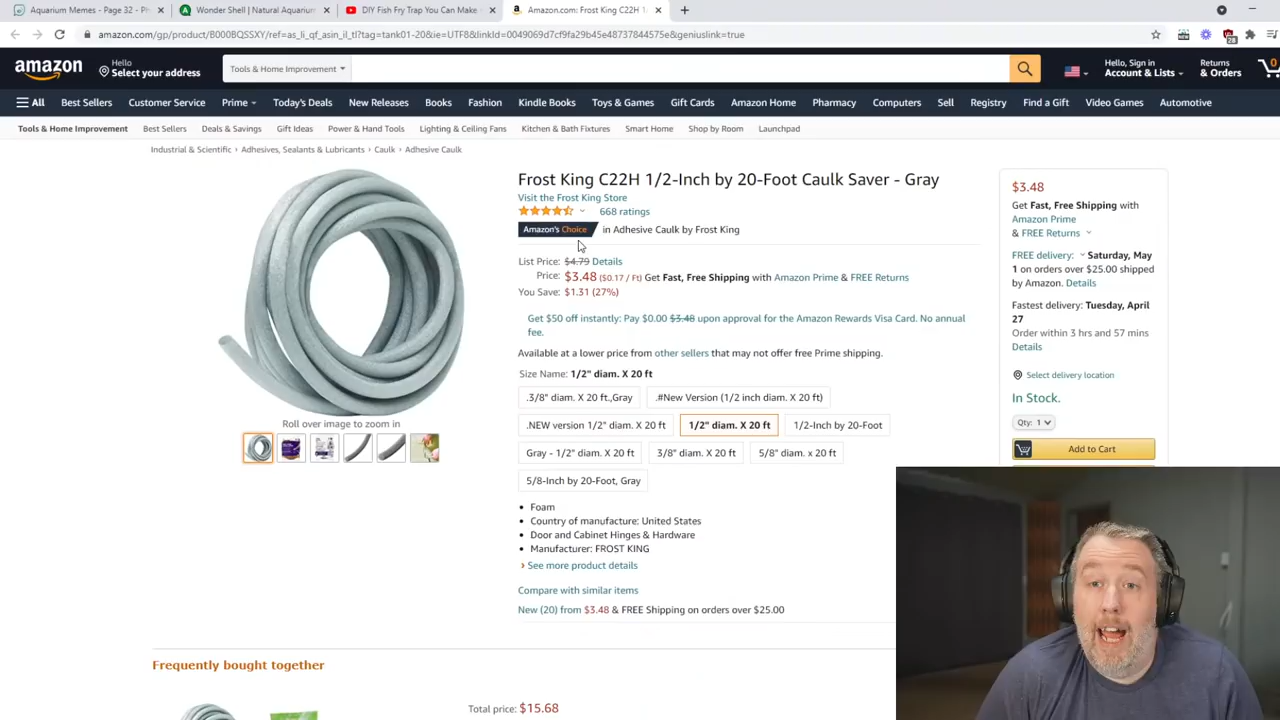 Aquarium Memes - Page 32 - Ph
Wonder Shell | Natural Aquarium
DIY Fish Fry Trap You Can Make
Amazon.com: Frost King C22H 1/
amazon.com/gp/product/B000BQSSXY/ref=as_li_qf_asin_il_tl?tag=tank01-20&ie=UTF8&linkId=0049069d7cf9fa29b45e48737844575e&geniuslink=true
amazon
Hello
Select your address
Tools & Home Improvement
Hello, Sign in
Account & Lists
Returns
& Orders
0
All Best Sellers Customer Service Prime Today's Deals New Releases Books Fashion Kindle Books Toys & Games Gift Cards Amazon Home Pharmacy Computers Sell Registry Find a Gift Video Games Automotive
Tools & Home Improvement Best Sellers Deals & Savings Gift Ideas Power & Hand Tools Lighting & Ceiling Fans Kitchen & Bath Fixtures Smart Home Shop by Room Launchpad
Industrial & Scientific › Adhesives, Sealants & Lubricants › Caulk › Adhesive Caulk
Roll over image to zoom in
Frost King C22H 1/2-Inch by 20-Foot Caulk Saver - Gray
Visit the Frost King Store
668 ratings
Amazon's Choice in Adhesive Caulk by Frost King
List Price: $4.79 Details
Price: $3.48 ($0.17 / Ft) Get Fast, Free Shipping with Amazon Prime & FREE Returns
You Save: $1.31 (27%)
Get $50 off instantly: Pay $0.00 $3.48 upon approval for the Amazon Rewards Visa Card. No annual
fee.
Available at a lower price from other sellers that may not offer free Prime shipping.
Size Name: 1/2" diam. X 20 ft
.3/8" diam. X 20 ft.,Gray .#New Version (1/2 inch diam. X 20 ft)
.NEW version 1/2" diam. X 20 ft 1/2" diam. X 20 ft 1/2-Inch by 20-Foot
Gray - 1/2" diam. X 20 ft 3/8" diam. X 20 ft 5/8" diam. x 20 ft
5/8-Inch by 20-Foot, Gray
• Foam
• Country of manufacture: United States
• Door and Cabinet Hinges & Hardware
• Manufacturer: FROST KING
› See more product details
Compare with similar items
New (20) from $3.48 & FREE Shipping on orders over $25.00
$3.48
Get Fast, Free Shipping with
Amazon Prime
& FREE Returns
FREE delivery: Saturday, May
1 on orders over $25.00 shipped
by Amazon. Details
Fastest delivery: Tuesday, April
27
Order within 3 hrs and 57 mins
Details
Select delivery location
In Stock.
Qty: 1
Add to Cart
Frequently bought together
Total price: $15.68